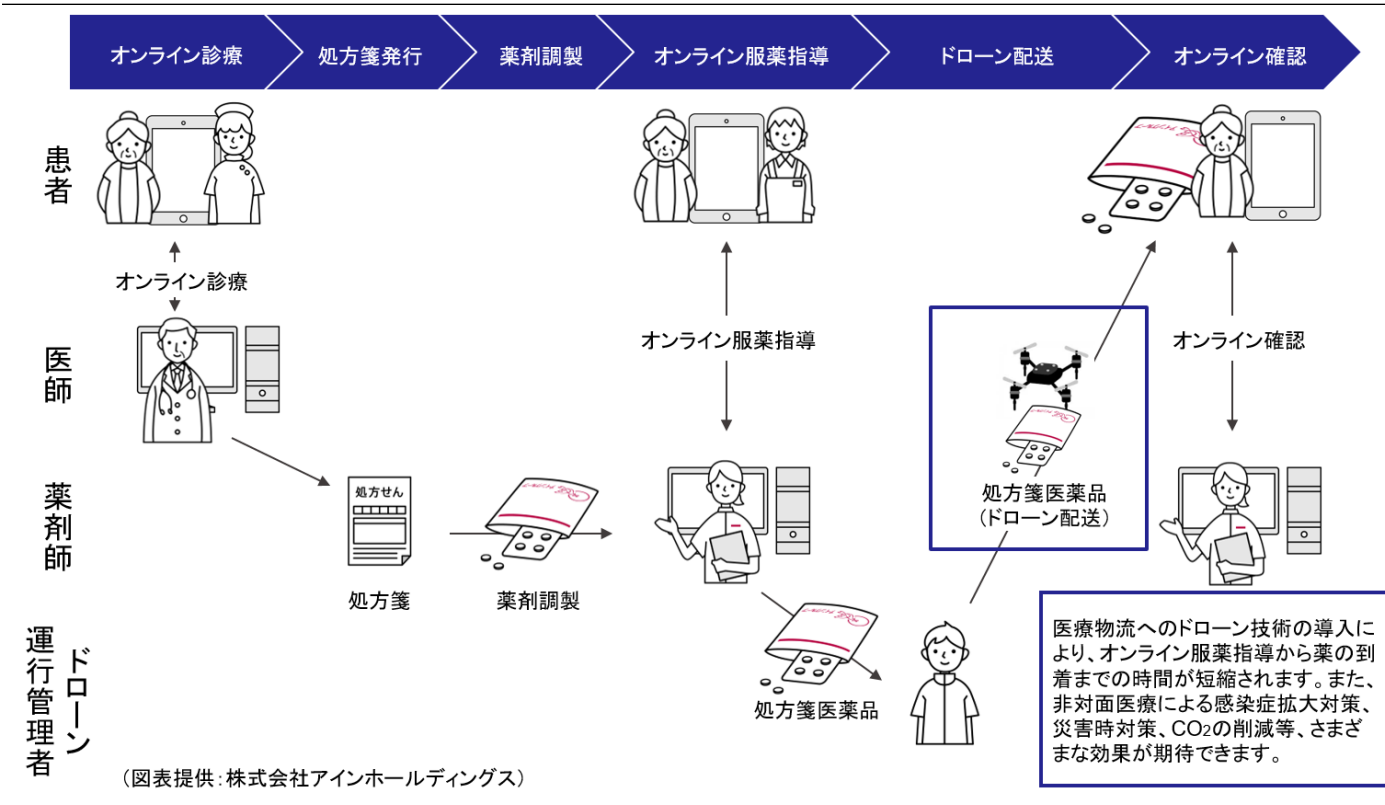 オンライン診療
処方箋発行
薬剤調製
オンライン服薬指導
ドローン配送
オンライン確認
患者
オンライン診療
オンライン服薬指導
オンライン確認
医師
処方箋医薬品
(ドローン配送)
薬剤師
処方せん
処方箋
薬剤調製
処方箋医薬品
ドローン
運行管理者
医療物流へのドローン技術の導入に
より、オンライン服薬指導から薬の到
着までの時間が短縮されます。また、
非対面医療による感染症拡大対策、
災害時対策、CO2の削減等、さまざ
まな効果が期待できます。
(図表提供:株式会社アインホールディングス)